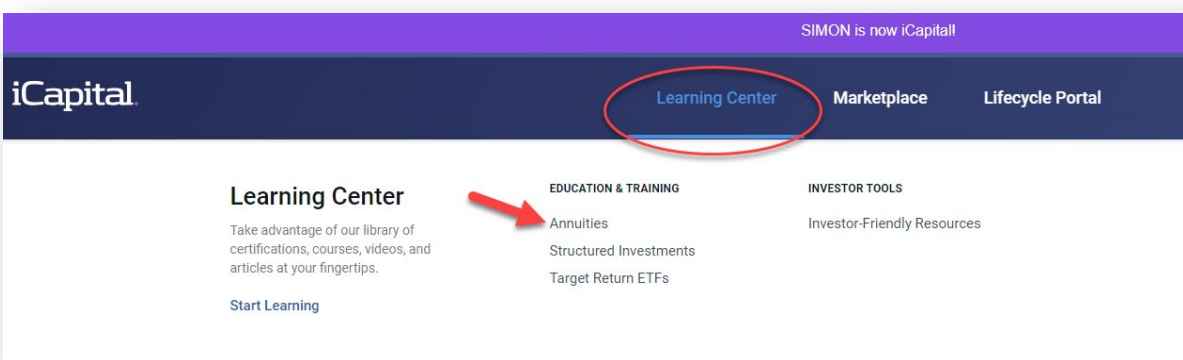 SIMON is now iCapital!
iCapital.
Learning Center
Marketplace
Lifecycle Portal
Learning Center
Take advantage of our library of
certifications, courses, videos, and
articles at your fingertips.
Start Learning
EDUCATION & TRAINING
Annuities
Structured Investments
Target Return ETFs
INVESTOR TOOLS
Investor-Friendly Resources